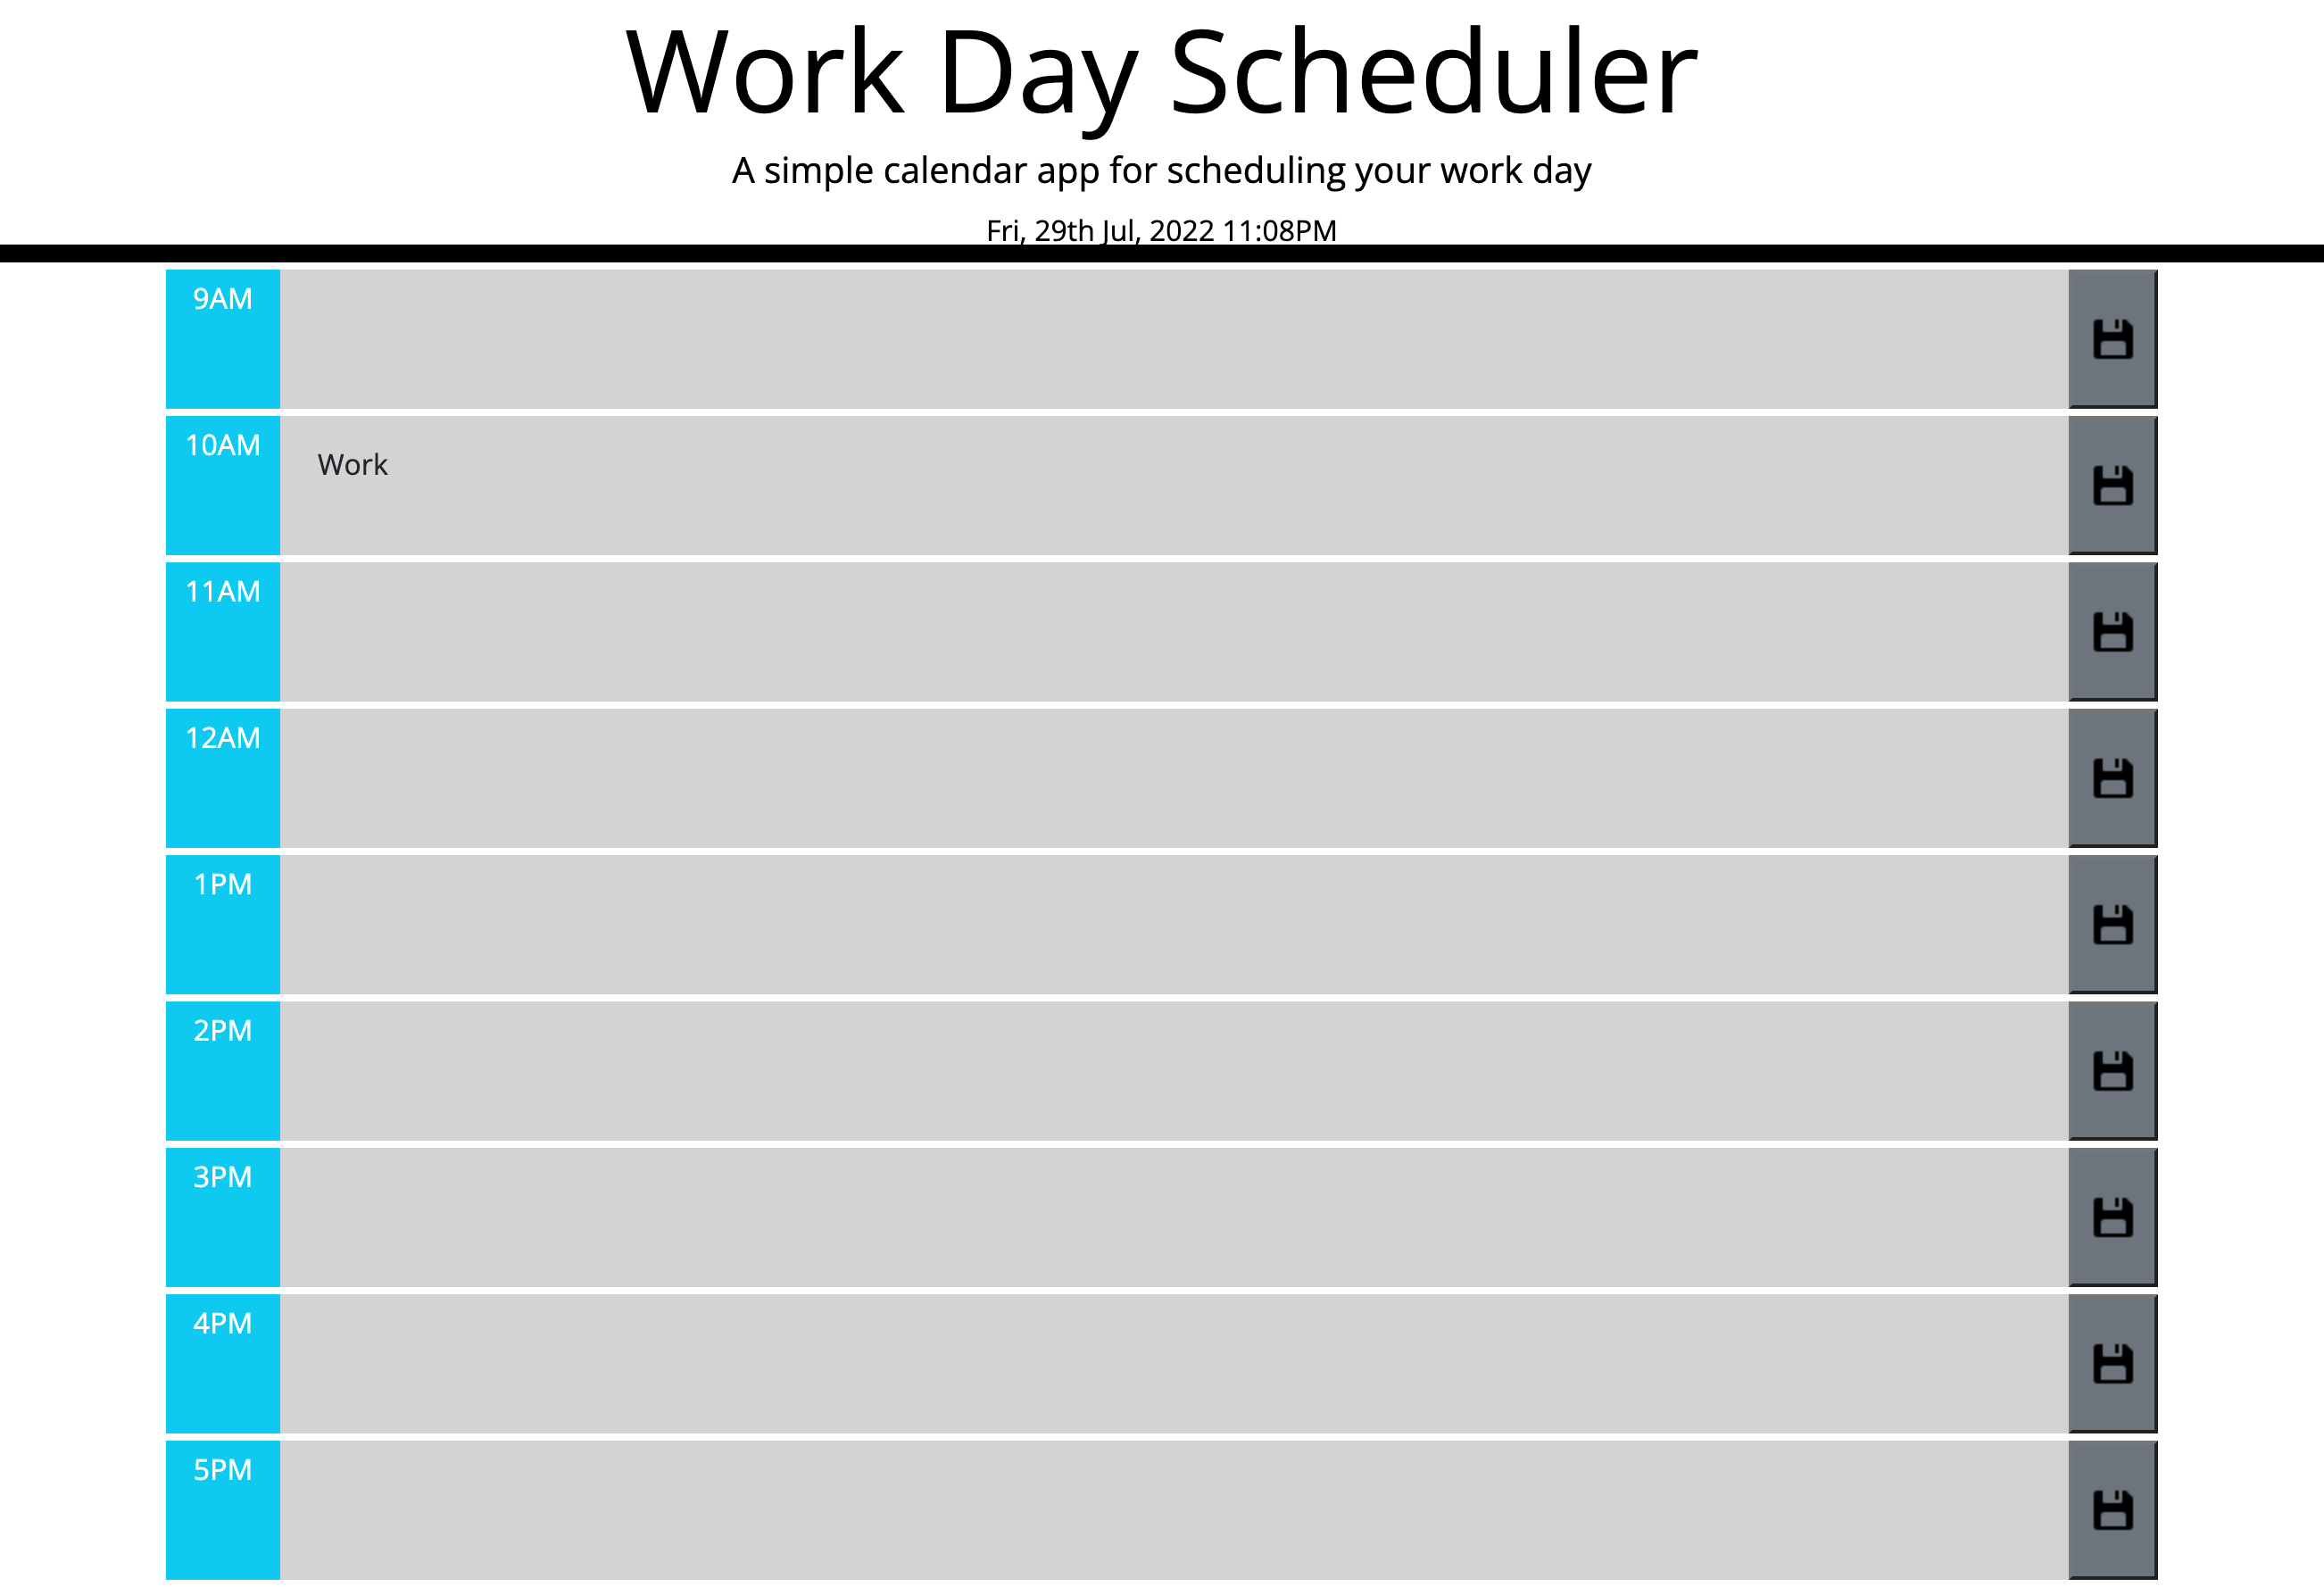 Work Day Scheduler
A simple calendar app for scheduling your work day
Fri, 29th Jul, 2022 11:08PM
9AM
10AM
Work
11AM
12AM
1PM
2PM
3PM
4PM
5PM